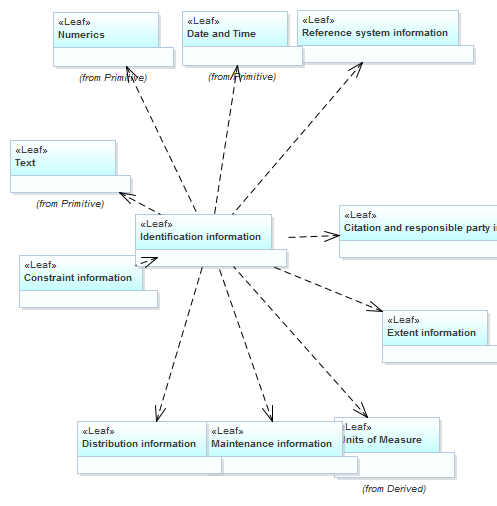 «Leaf»
Numerics
(from Primitive)
«Leaf»
Date and Time
(from Primitive)
«Leaf»
Reference system information
«Leaf»
Text
(from Primitive)
«Leaf»
Identification information
«Leaf»
Citation and responsible party
«Leaf»
Constraint information
«Leaf»
Extent information
«Leaf»
Distribution information
«Leaf»
Maintenance information
«Leaf»
Units of Measure
(from Derived)